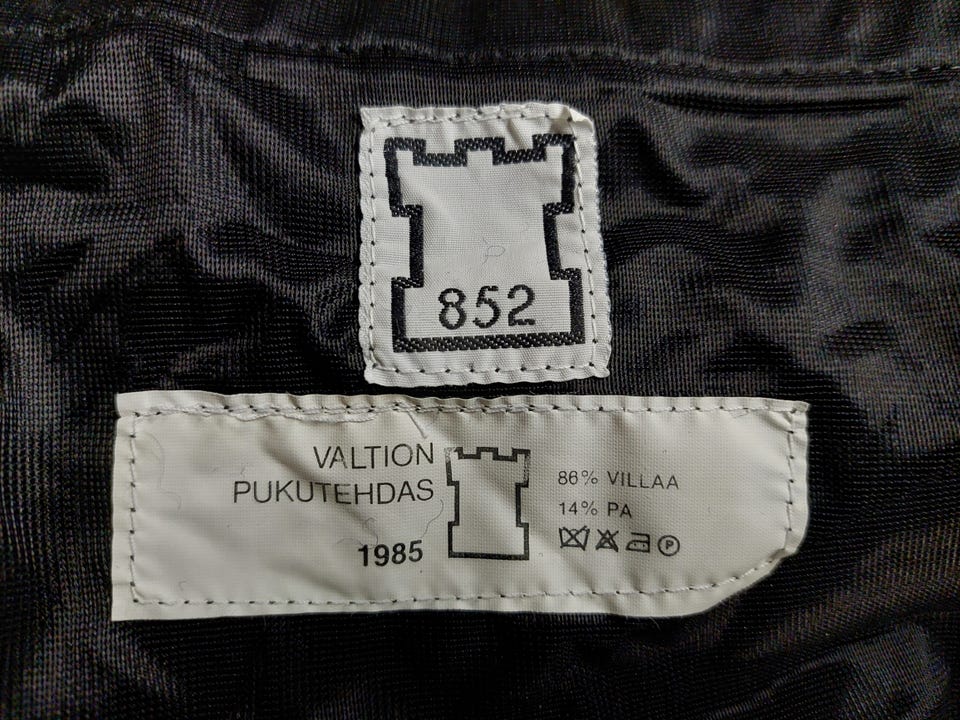 852
VALTION
PUKUTEHDAS
1985
86% VILLAA
14% PA
P